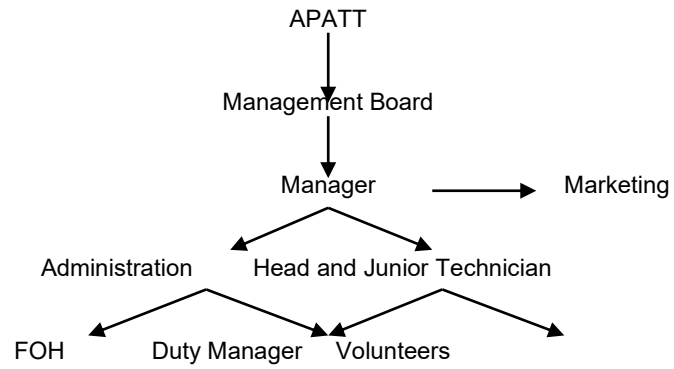 APATT
Management Board
Manager Marketing
Administration Head and Junior Technician
FOH Duty Manager Volunteers